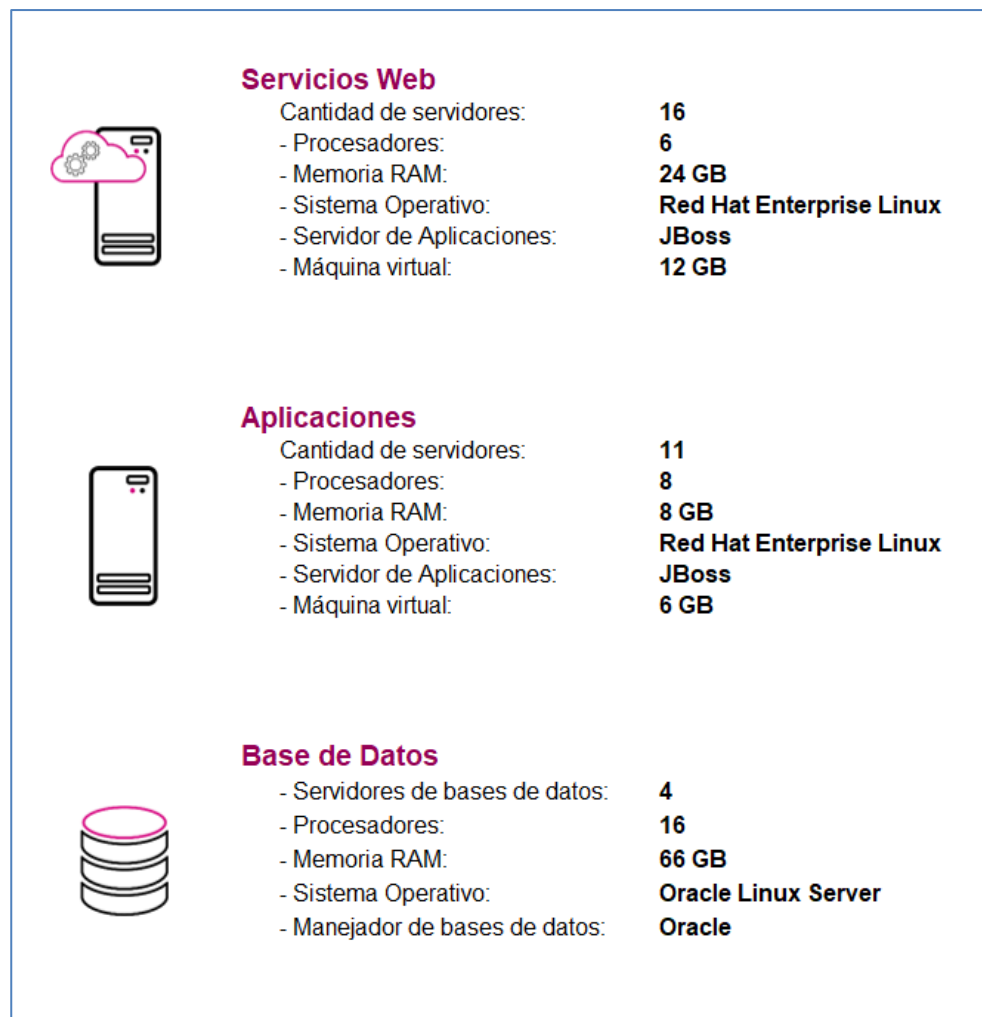 Servicios Web
Cantidad de servidores: 16
- Procesadores: 6
- Memoria RAM: 24 GB
- Sistema Operativo: Red Hat Enterprise Linux
- Servidor de Aplicaciones: JBoss
- Máquina virtual: 12 GB
Aplicaciones
Cantidad de servidores: 11
- Procesadores: 8
- Memoria RAM: 8 GB
- Sistema Operativo: Red Hat Enterprise Linux
- Servidor de Aplicaciones: JBoss
- Máquina virtual: 6 GB
Base de Datos
- Servidores de bases de datos: 4
- Procesadores: 16
- Memoria RAM: 66 GB
- Sistema Operativo: Oracle Linux Server
- Manejador de bases de datos: Oracle